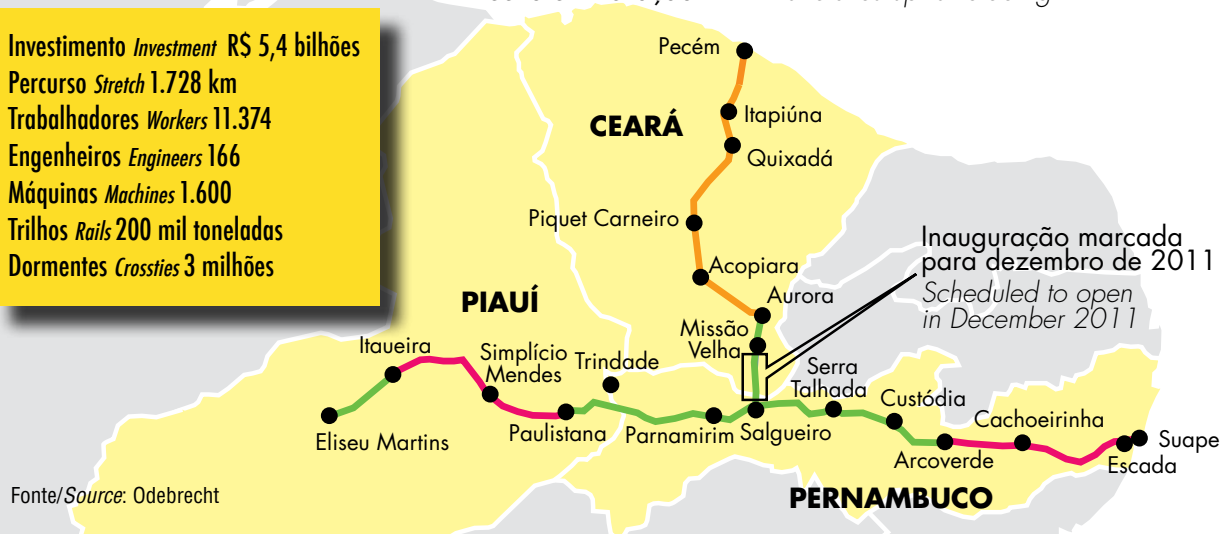 Investimento Investment R$ 5,4 bilhões
Percurso Stretch 1.728 km
Trabalhadores Workers 11.374
Engenheiros Engineers 166
Máquinas Machines 1.600
Trilhos Rails 200 mil toneladas
Dormentes Crossties 3 milhões
Pecém
CEARÁ
Itapiúna
Quixadá
Piquet Carneiro
Acopiara
Aurora
Missão
Velha
Inauguração marcada
para dezembro de 2011
Scheduled to open
in December 2011
PIAUÍ
Itaueira
Simplício
Mendes
Trindade
Serra
Talhada
Custódia
Cachoeirinha
Suape
Eliseu Martins
Paulistana
Parnamirim
Salgueiro
Arcoverde
Escada
PERNAMBUCO
Fonte/Source: Odebrecht